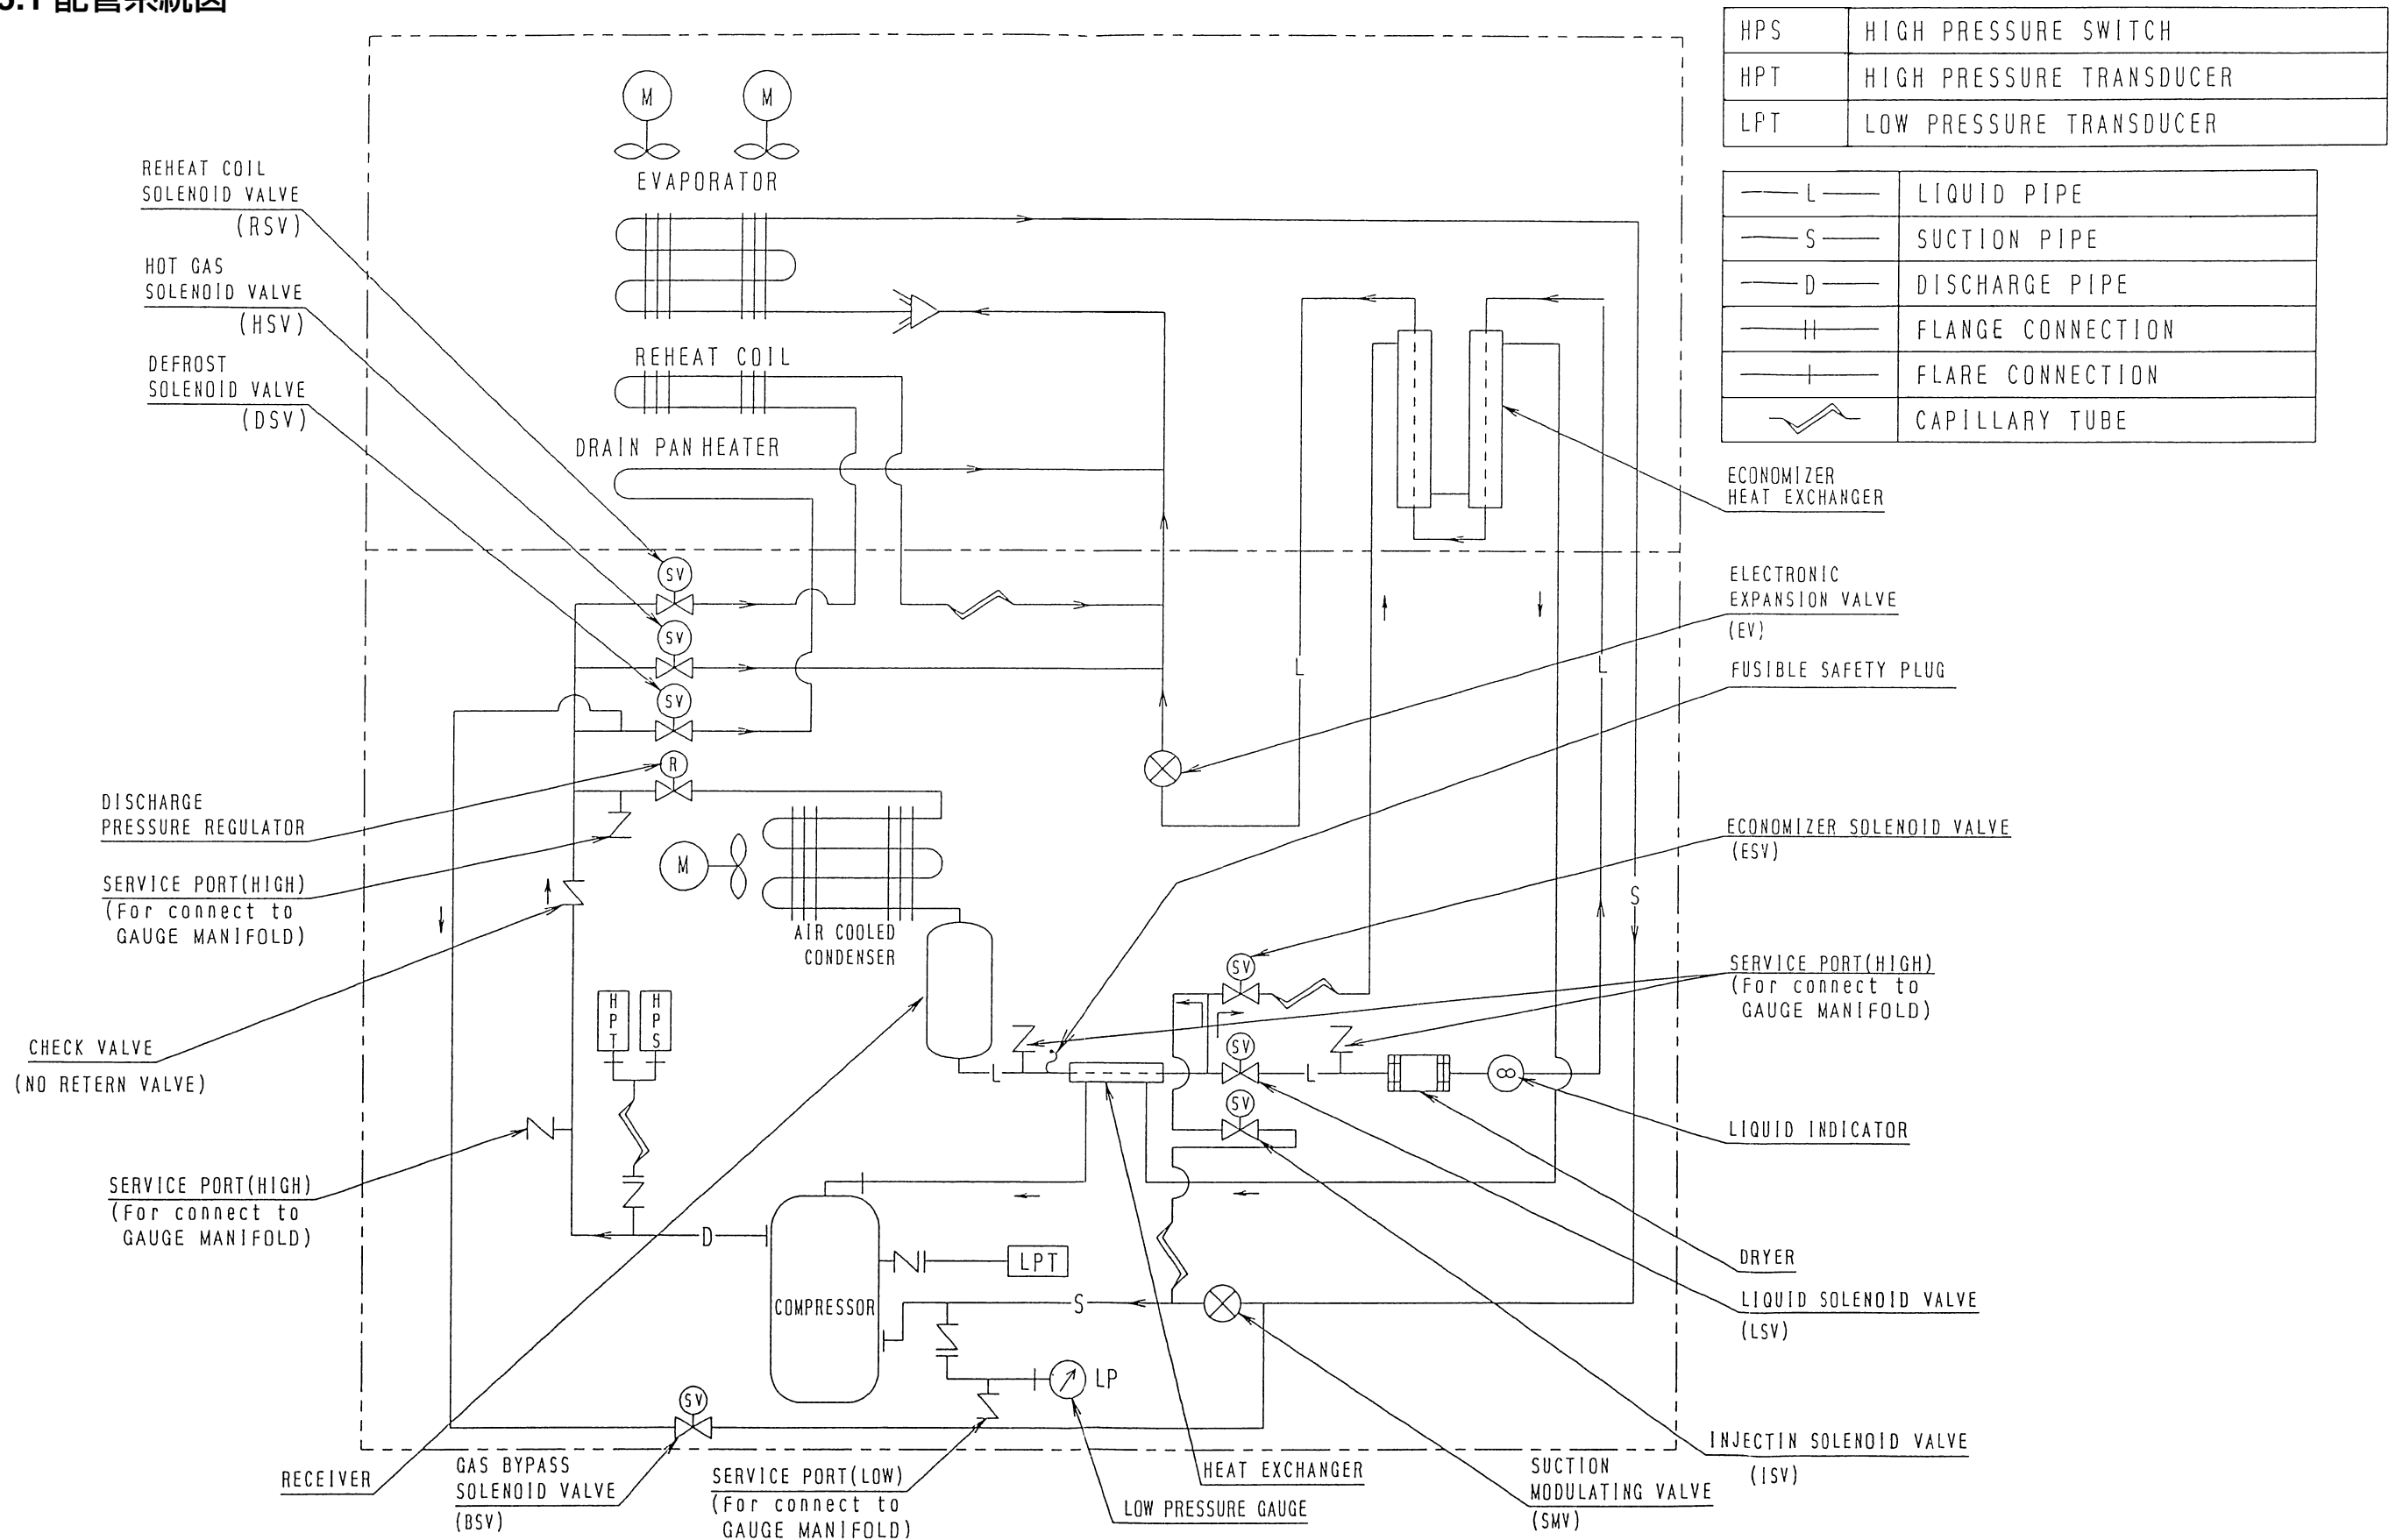 配管系統図
HPS HIGH PRESSURE SWITCH
HPT HIGH PRESSURE TRANSDUCER
LPT LOW PRESSURE TRANSDUCER
L LIQUID PIPE
S SUCTION PIPE
D DISCHARGE PIPE
FLANGE CONNECTION
FLARE CONNECTION
CAPILLARY TUBE
M M
EVAPORATOR
REHEAT COIL
SOLENOID VALVE
(RSV)
HOT GAS
SOLENOID VALVE
(HSV)
DEFROST
SOLENOID VALVE
(DSV)
REHEAT COIL
DRAIN PAN HEATER
ECONOMIZER
HEAT EXCHANGER
SV
SV
SV
R
ELECTRONIC
EXPANSION VALVE
(EV)
FUSIBLE SAFETY PLUG
L
L
DISCHARGE
PRESSURE REGULATOR
SERVICE PORT(HIGH)
(For connect to
GAUGE MANIFOLD)
M
AIR COOLED
CONDENSER
ECONOMIZER SOLENOID VALVE
(ESV)
S
SERVICE PORT(HIGH)
(For connect to
GAUGE MANIFOLD)
HPT
HPS
CHECK VALVE
(NO RETERN VALVE)
SV
SV
SV
L
L
LIQUID INDICATOR
SERVICE PORT(HIGH)
(For connect to
GAUGE MANIFOLD)
D
LPT
COMPRESSOR
S
DRYER
LIQUID SOLENOID VALVE
(LSV)
LP
SV
INJECTIN SOLENOID VALVE
(ISV)
RECEIVER
GAS BYPASS
SOLENOID VALVE
(BSV)
SERVICE PORT(LOW)
(For connect to
GAUGE MANIFOLD)
HEAT EXCHANGER
LOW PRESSURE GAUGE
SUCTION
MODULATING VALVE
(SMV)